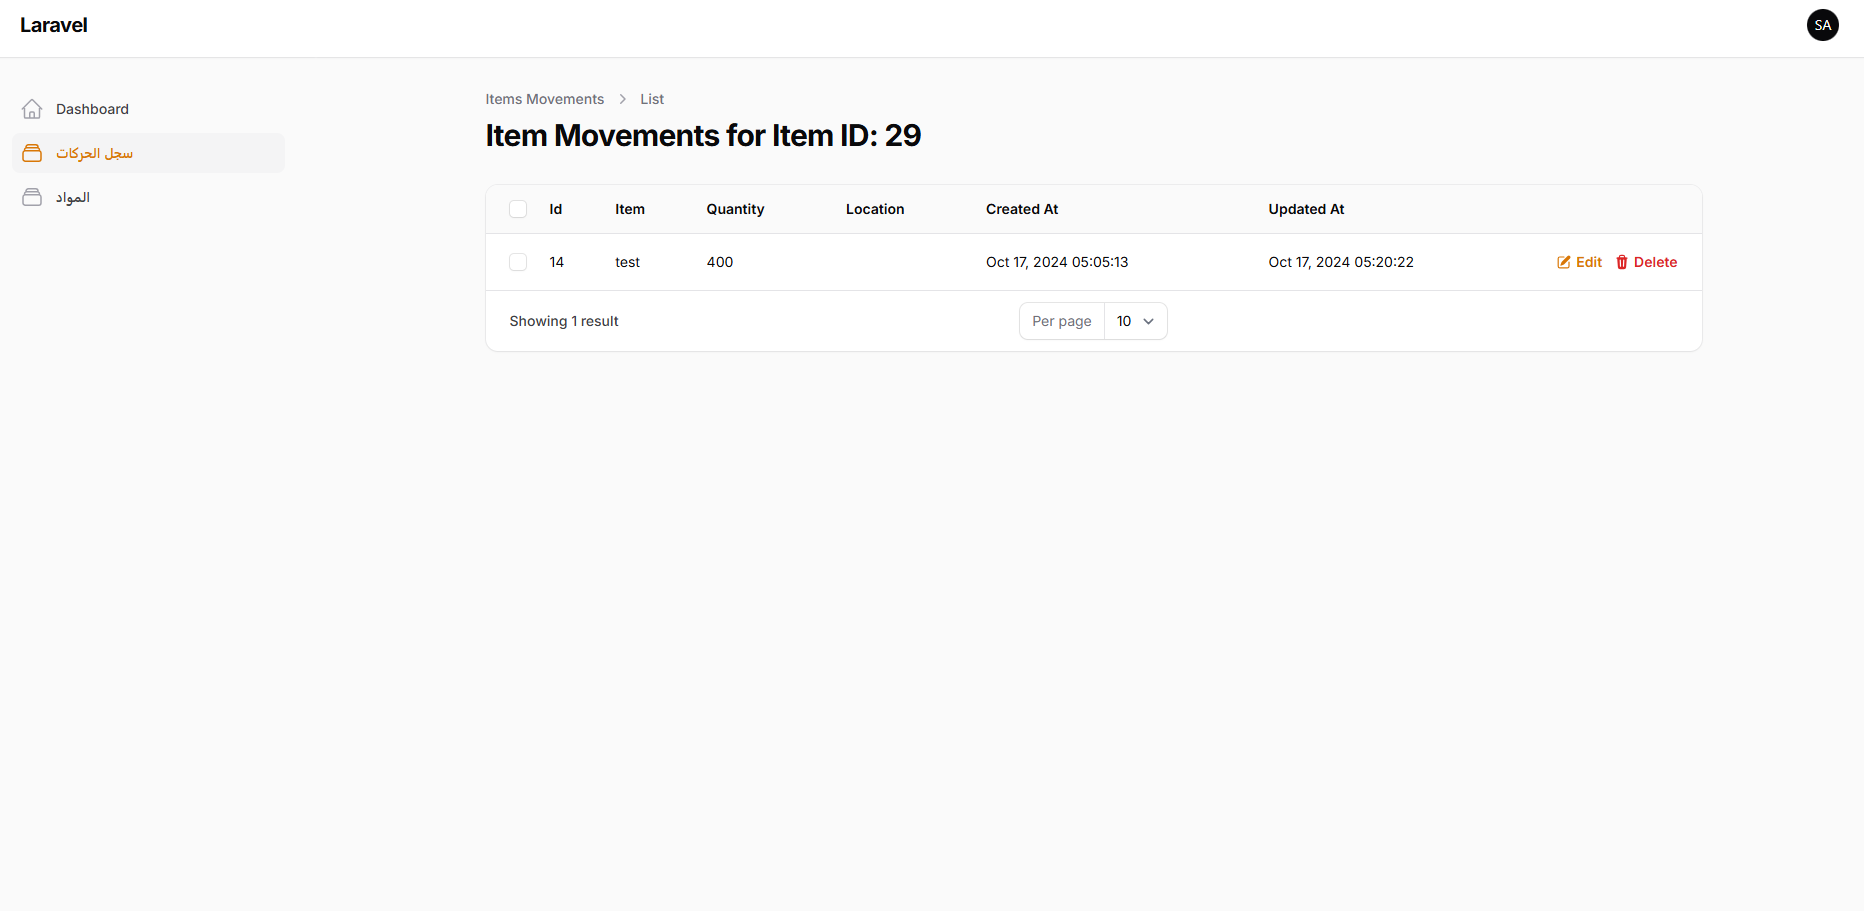 Laravel
SA
Dashboard
سجل الحركات
المواد
Items Movements > List
Item Movements for Item ID: 29
Id Item Quantity Location Created At Updated At
14 test 400 Oct 17, 2024 05:05:13 Oct 17, 2024 05:20:22 Edit Delete
Showing 1 result Per page 10